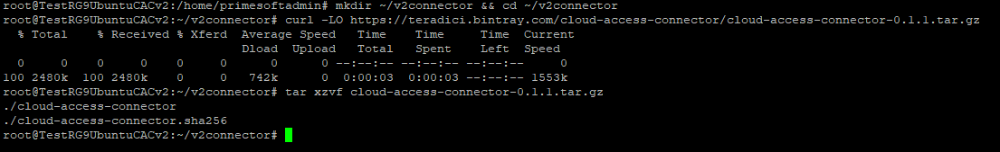 root@TestRG9UbuntuCACv2:/home/primesoftadmin# mkdir ~/v2connector && cd ~/v2connector
root@TestRG9UbuntuCACv2:~/v2connector# curl -LO https://teradici.bintray.com/cloud-access-connector/cloud-access-connector-0.1.1.tar.gz
  % Total    % Received % Xferd  Average Speed   Time    Time     Time  Current
                                 Dload  Upload   Total   Spent    Left  Speed
  0     0    0     0    0     0      0      0 --:--:-- --:--:-- --:--:--     0
100 2480k  100 2480k    0     0   742k      0  0:00:03  0:00:03 --:--:-- 1553k
root@TestRG9UbuntuCACv2:~/v2connector# tar xzvf cloud-access-connector-0.1.1.tar.gz
./cloud-access-connector
./cloud-access-connector.sha256
root@TestRG9UbuntuCACv2:~/v2connector#